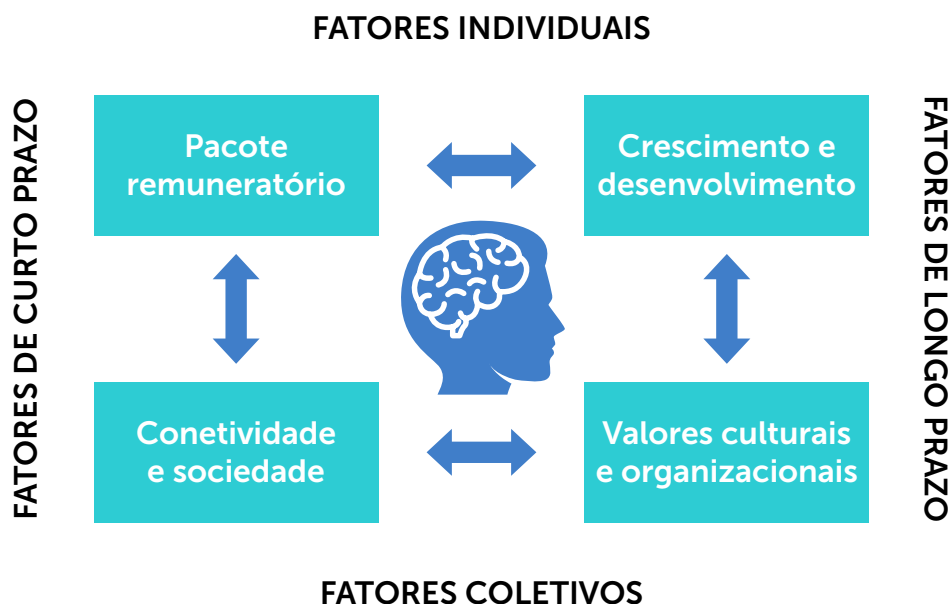 FATORES INDIVIDUAIS
FATORES DE CURTO PRAZO
Pacote
remuneratório
Crescimento e
desenvolvimento
FATORES DE LONGO PRAZO
Conetividade
e sociedade
Valores culturais
e organizacionais
FATORES COLETIVOS